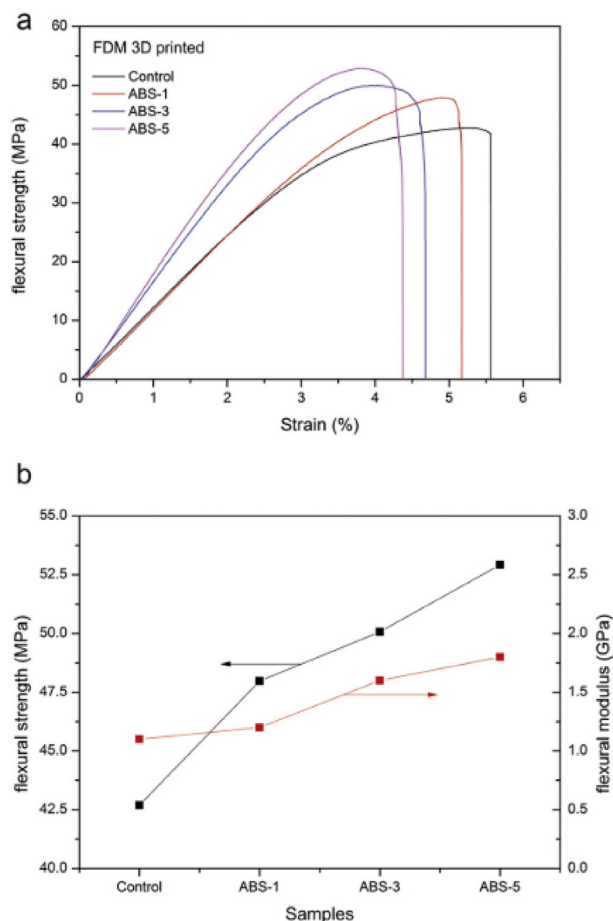 a
FDM 3D printed
Control
ABS-1
ABS-3
ABS-5
60
50
40
30
20
10
0
flexural strength (MPa)
0 1 2 3 4 5 6
Strain (%)
b
55.0
52.5
50.0
47.5
45.0
42.5
40.0
flexural strength (MPa)
3.0
2.5
2.0
1.5
1.0
0.5
0.0
flexural modulus (GPa)
Control ABS-1 ABS-3 ABS-5
Samples